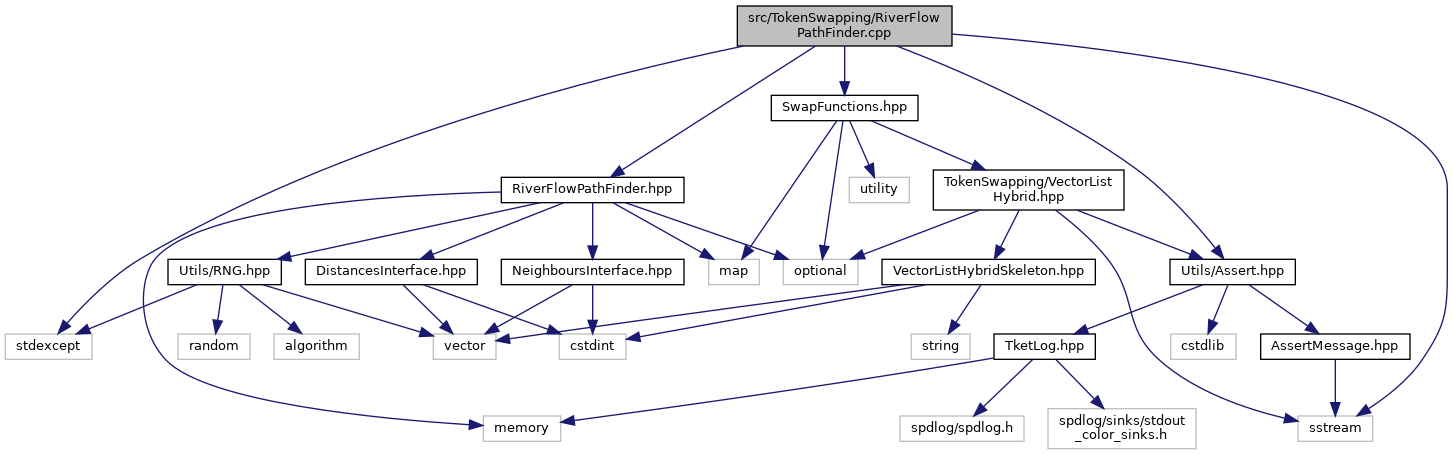 src/TokenSwapping/RiverFlow
PathFinder.cpp
SwapFunctions.hpp
RiverFlowPathFinder.hpp
utility
TokenSwapping/VectorList
Hybrid.hpp
Utils/RNG.hpp
DistancesInterface.hpp
NeighboursInterface.hpp
map
optional
VectorListHybridSkeleton.hpp
Utils/Assert.hpp
stdexcept
random
algorithm
vector
cstdint
string
TketLog.hpp
cstdlib
AssertMessage.hpp
memory
spdlog/spdlog.h
spdlog/sinks/stdout
_color_sinks.h
sstream